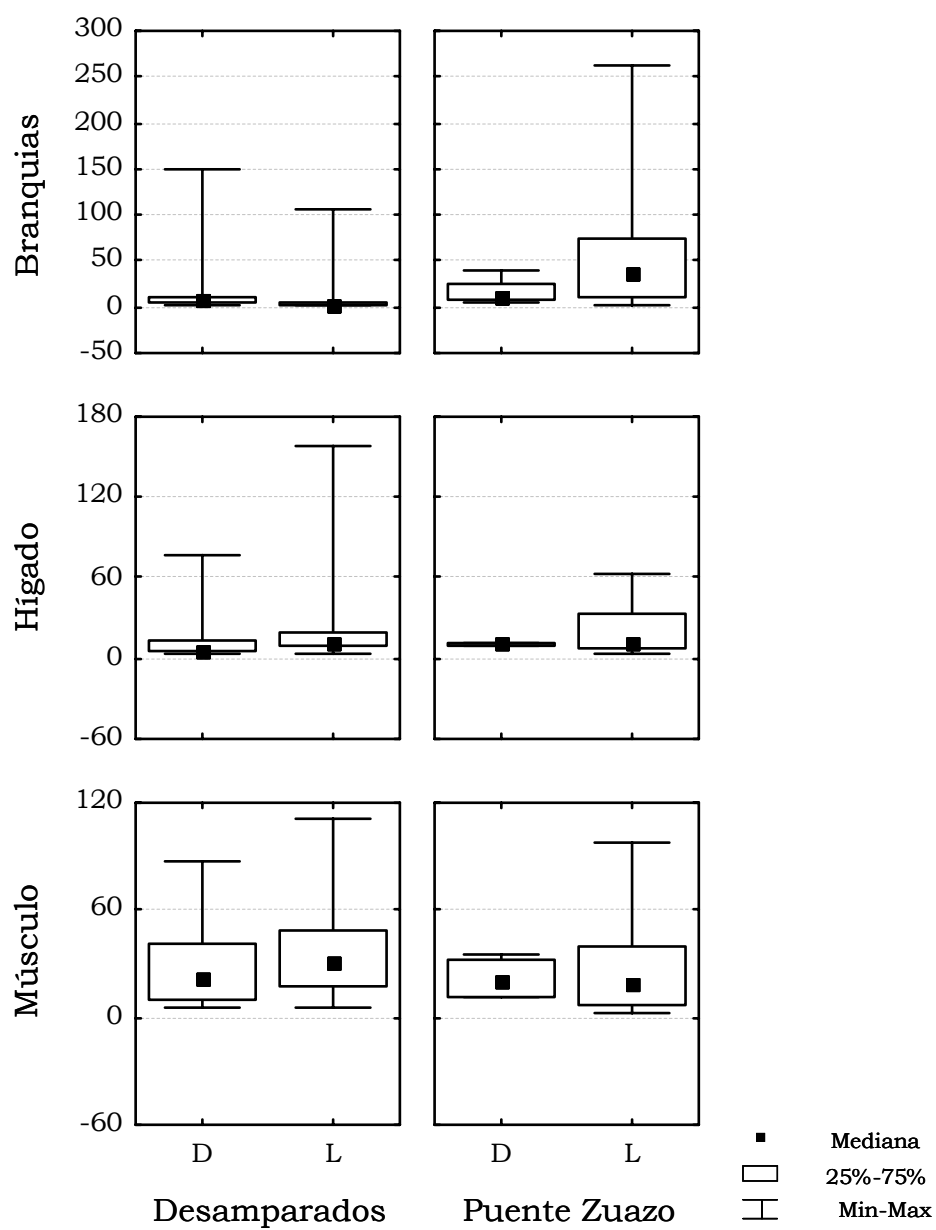 Branquias
300
250
200
150
100
50
0
-50
Hígado
180
120
60
0
-60
Músculo
120
60
0
-60
D L D L
Desamparados Puente Zuazo
Mediana
25%-75%
Min-Max